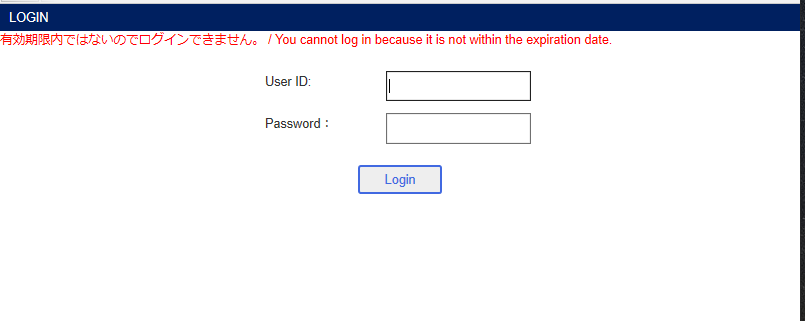 LOGIN
有効期限内ではないのでログインできません。 / You cannot log in because it is not within the expiration date.
User ID:
Password：
Login